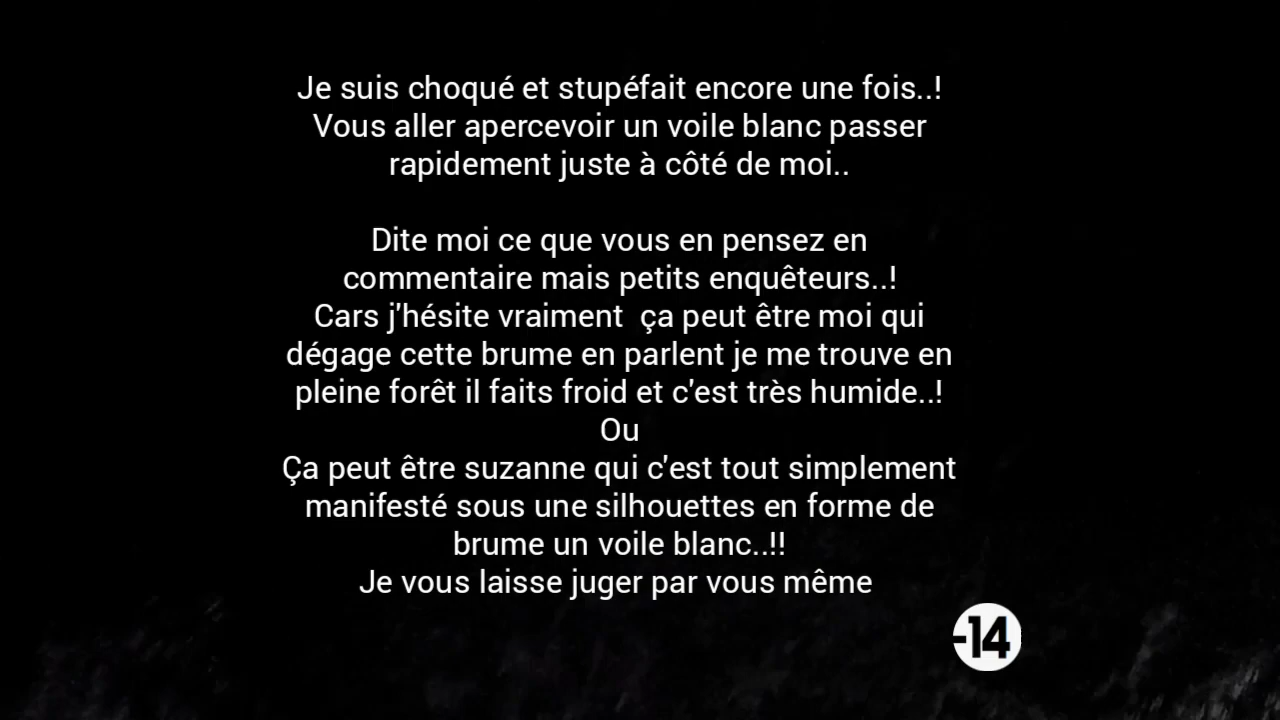 Je suis choqué et stupéfait encore une fois..!
Vous aller apercevoir un voile blanc passer
rapidement juste à côté de moi..
Dite moi ce que vous en pensez en
commentaire mais petits enquêteurs..!
Cars j'hésite vraiment  ça peut être moi qui
dégage cette brume en parlent je me trouve en
pleine forêt il faits froid et c'est très humide..!
Ou
Ça peut être suzanne qui c'est tout simplement
manifesté sous une silhouettes en forme de
brume un voile blanc..!!
Je vous laisse juger par vous même
-14